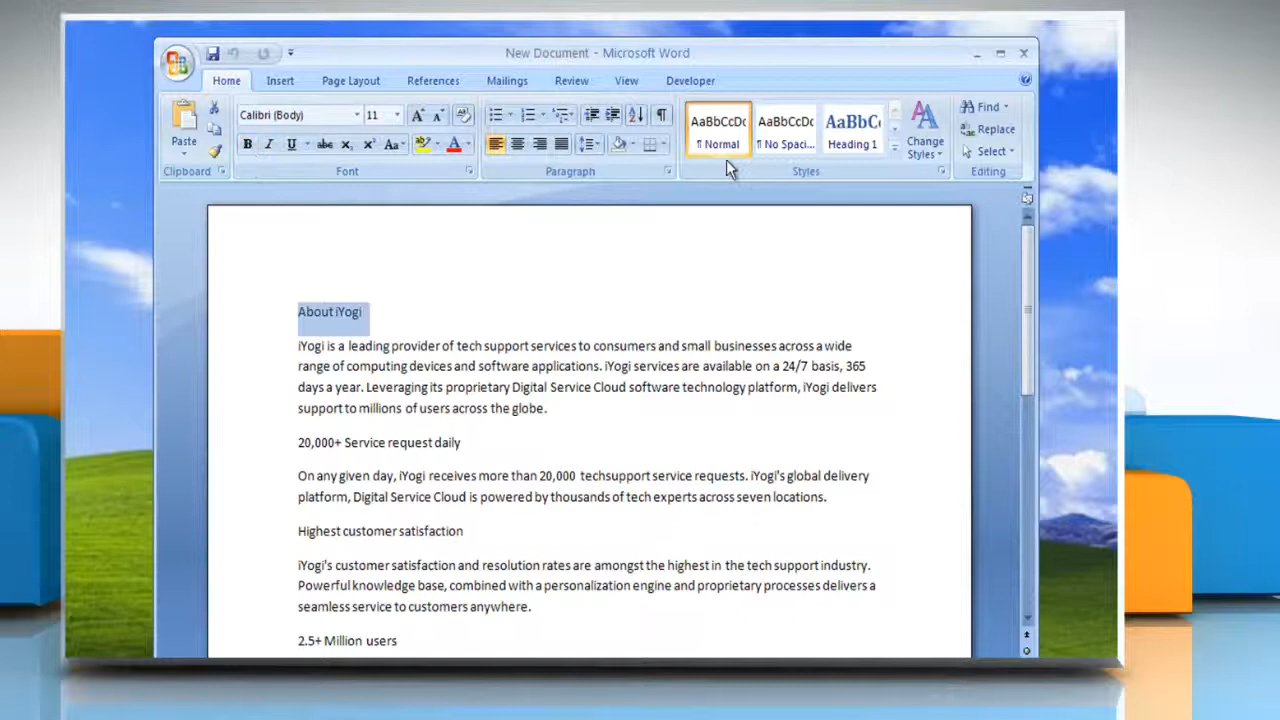 New Document - Microsoft Word
Home Insert Page Layout References Mailings Review View Developer
Paste
Calibri (Body) 11
AaBbCcDc AaBbCcDc AaBbC
¶ Normal ¶ No Spaci... Heading 1
Change Styles
Find
Replace
Select
Clipboard Font Paragraph Styles Editing
About iYogi
iYogi is a leading provider of tech support services to consumers and small businesses across a wide
range of computing devices and software applications. iYogi services are available on a 24/7 basis, 365
days a year. Leveraging its proprietary Digital Service Cloud software technology platform, iYogi delivers
support to millions of users across the globe.
20,000+ Service request daily
On any given day, iYogi receives more than 20,000 techsupport service requests. iYogi's global delivery
platform, Digital Service Cloud is powered by thousands of tech experts across seven locations.
Highest customer satisfaction
iYogi's customer satisfaction and resolution rates are amongst the highest in the tech support industry.
Powerful knowledge base, combined with a personalization engine and proprietary processes delivers a
seamless service to customers anywhere.
2.5+ Million users